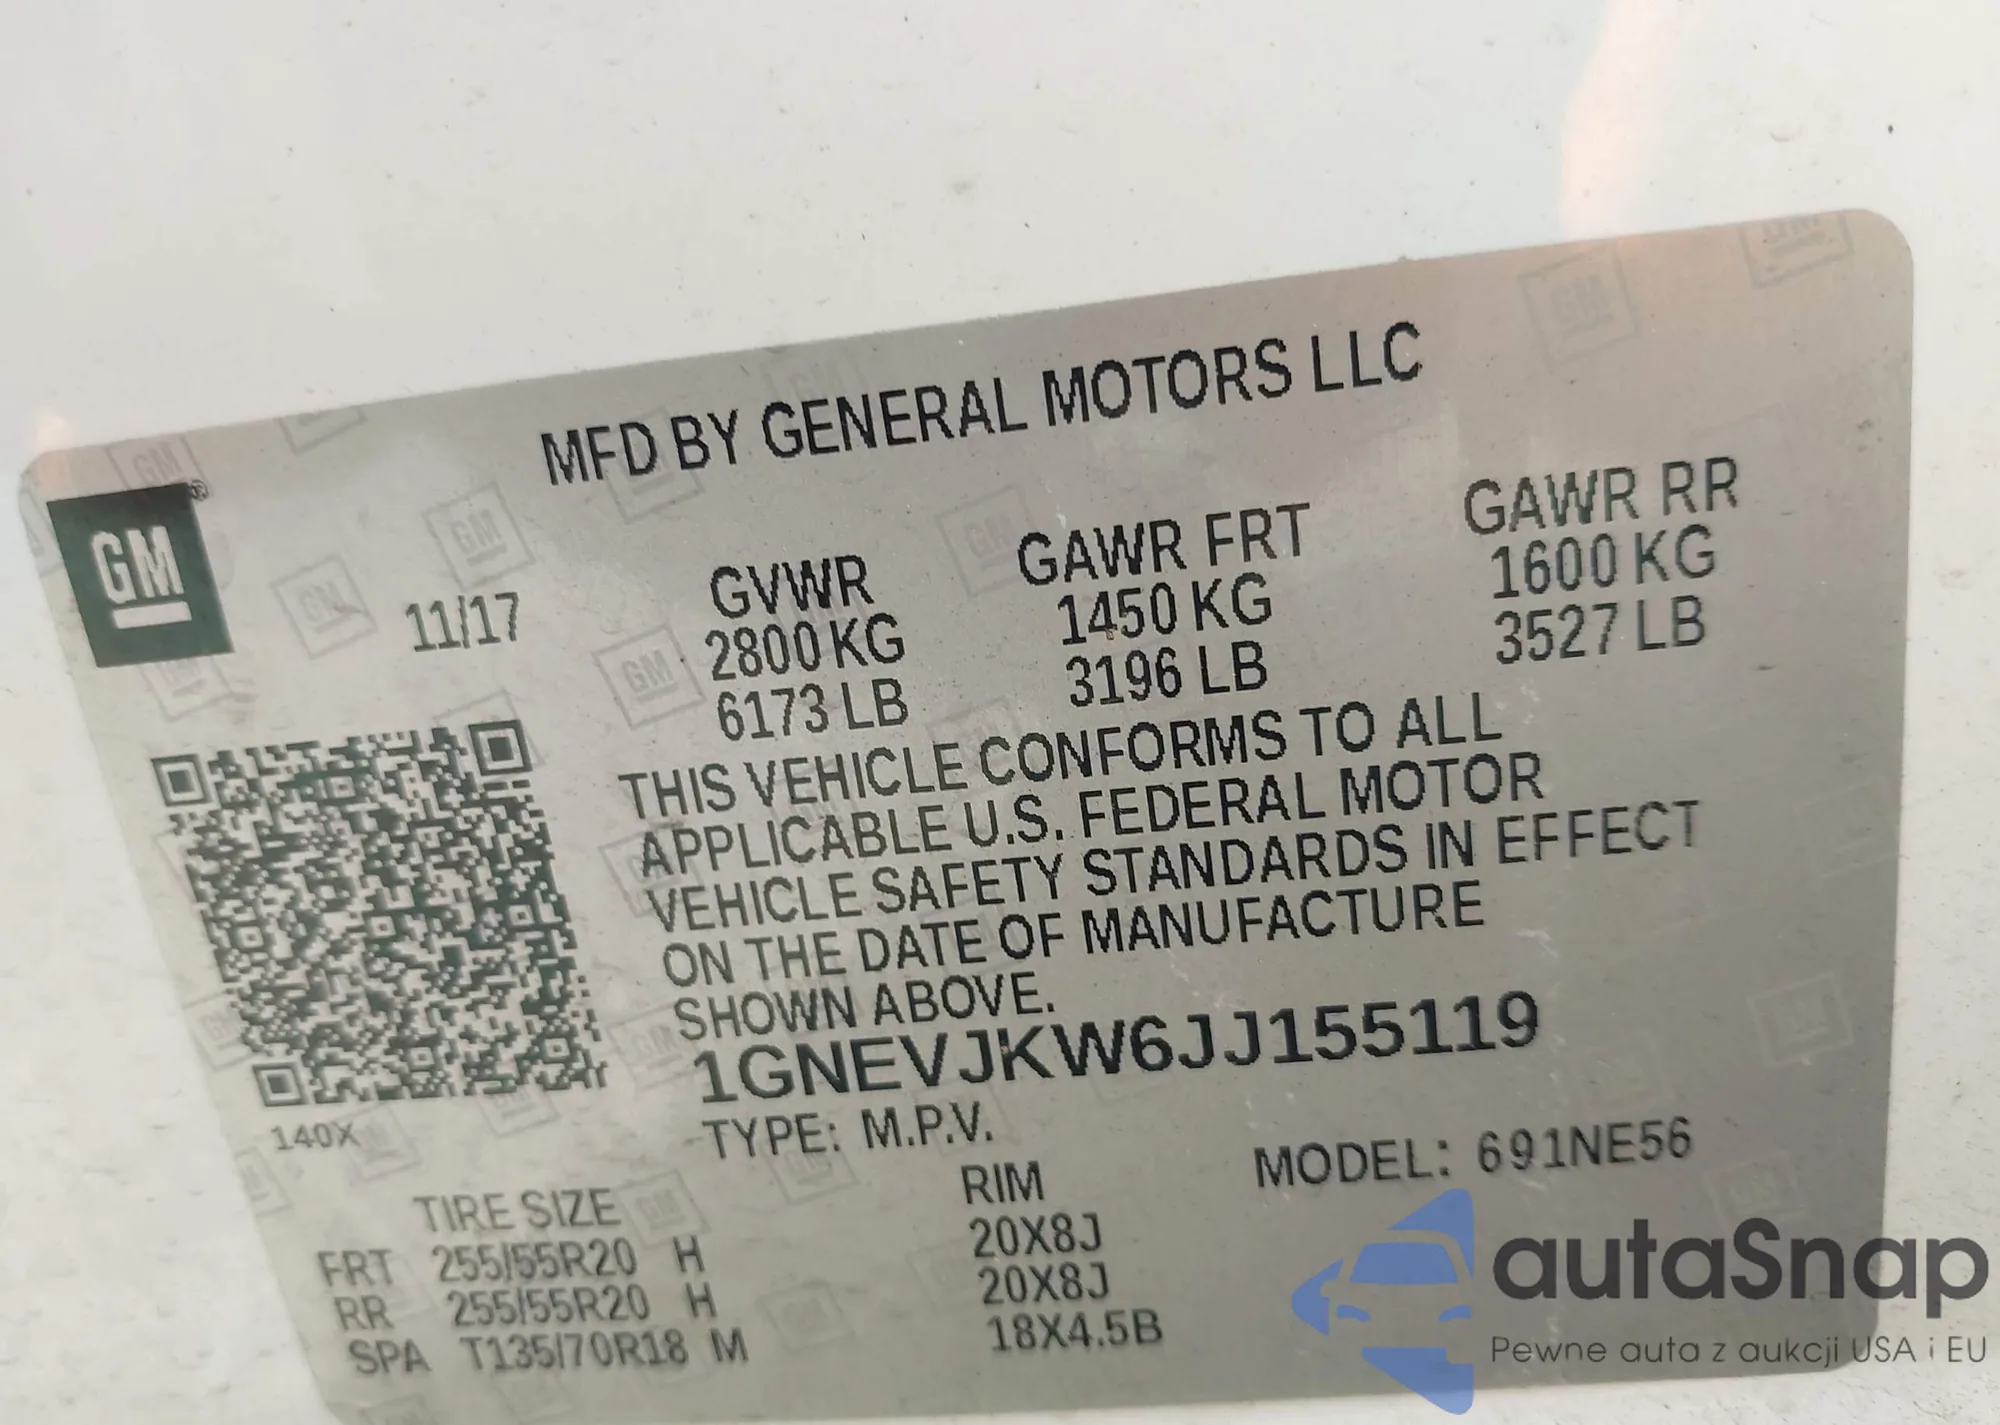 MFD BY GENERAL MOTORS LLC
GM®
11/17
GVWR
2800 KG
6173 LB
GAWR FRT
1450 KG
3196 LB
GAWR RR
1600 KG
3527 LB
THIS VEHICLE CONFORMS TO ALL
APPLICABLE U.S. FEDERAL MOTOR
VEHICLE SAFETY STANDARDS IN EFFECT
ON THE DATE OF MANUFACTURE
SHOWN ABOVE.
1GNEVJKW6JJ155119
140X
TYPE: M.P.V.
MODEL: 691NE56
TIRE SIZE RIM
FRT 255/55R20 H 20X8J
RR 255/55R20 H 20X8J
SPA T135/70R18 M 18X4.5B
autaSnap
Pewne auta z aukcji USA i EU